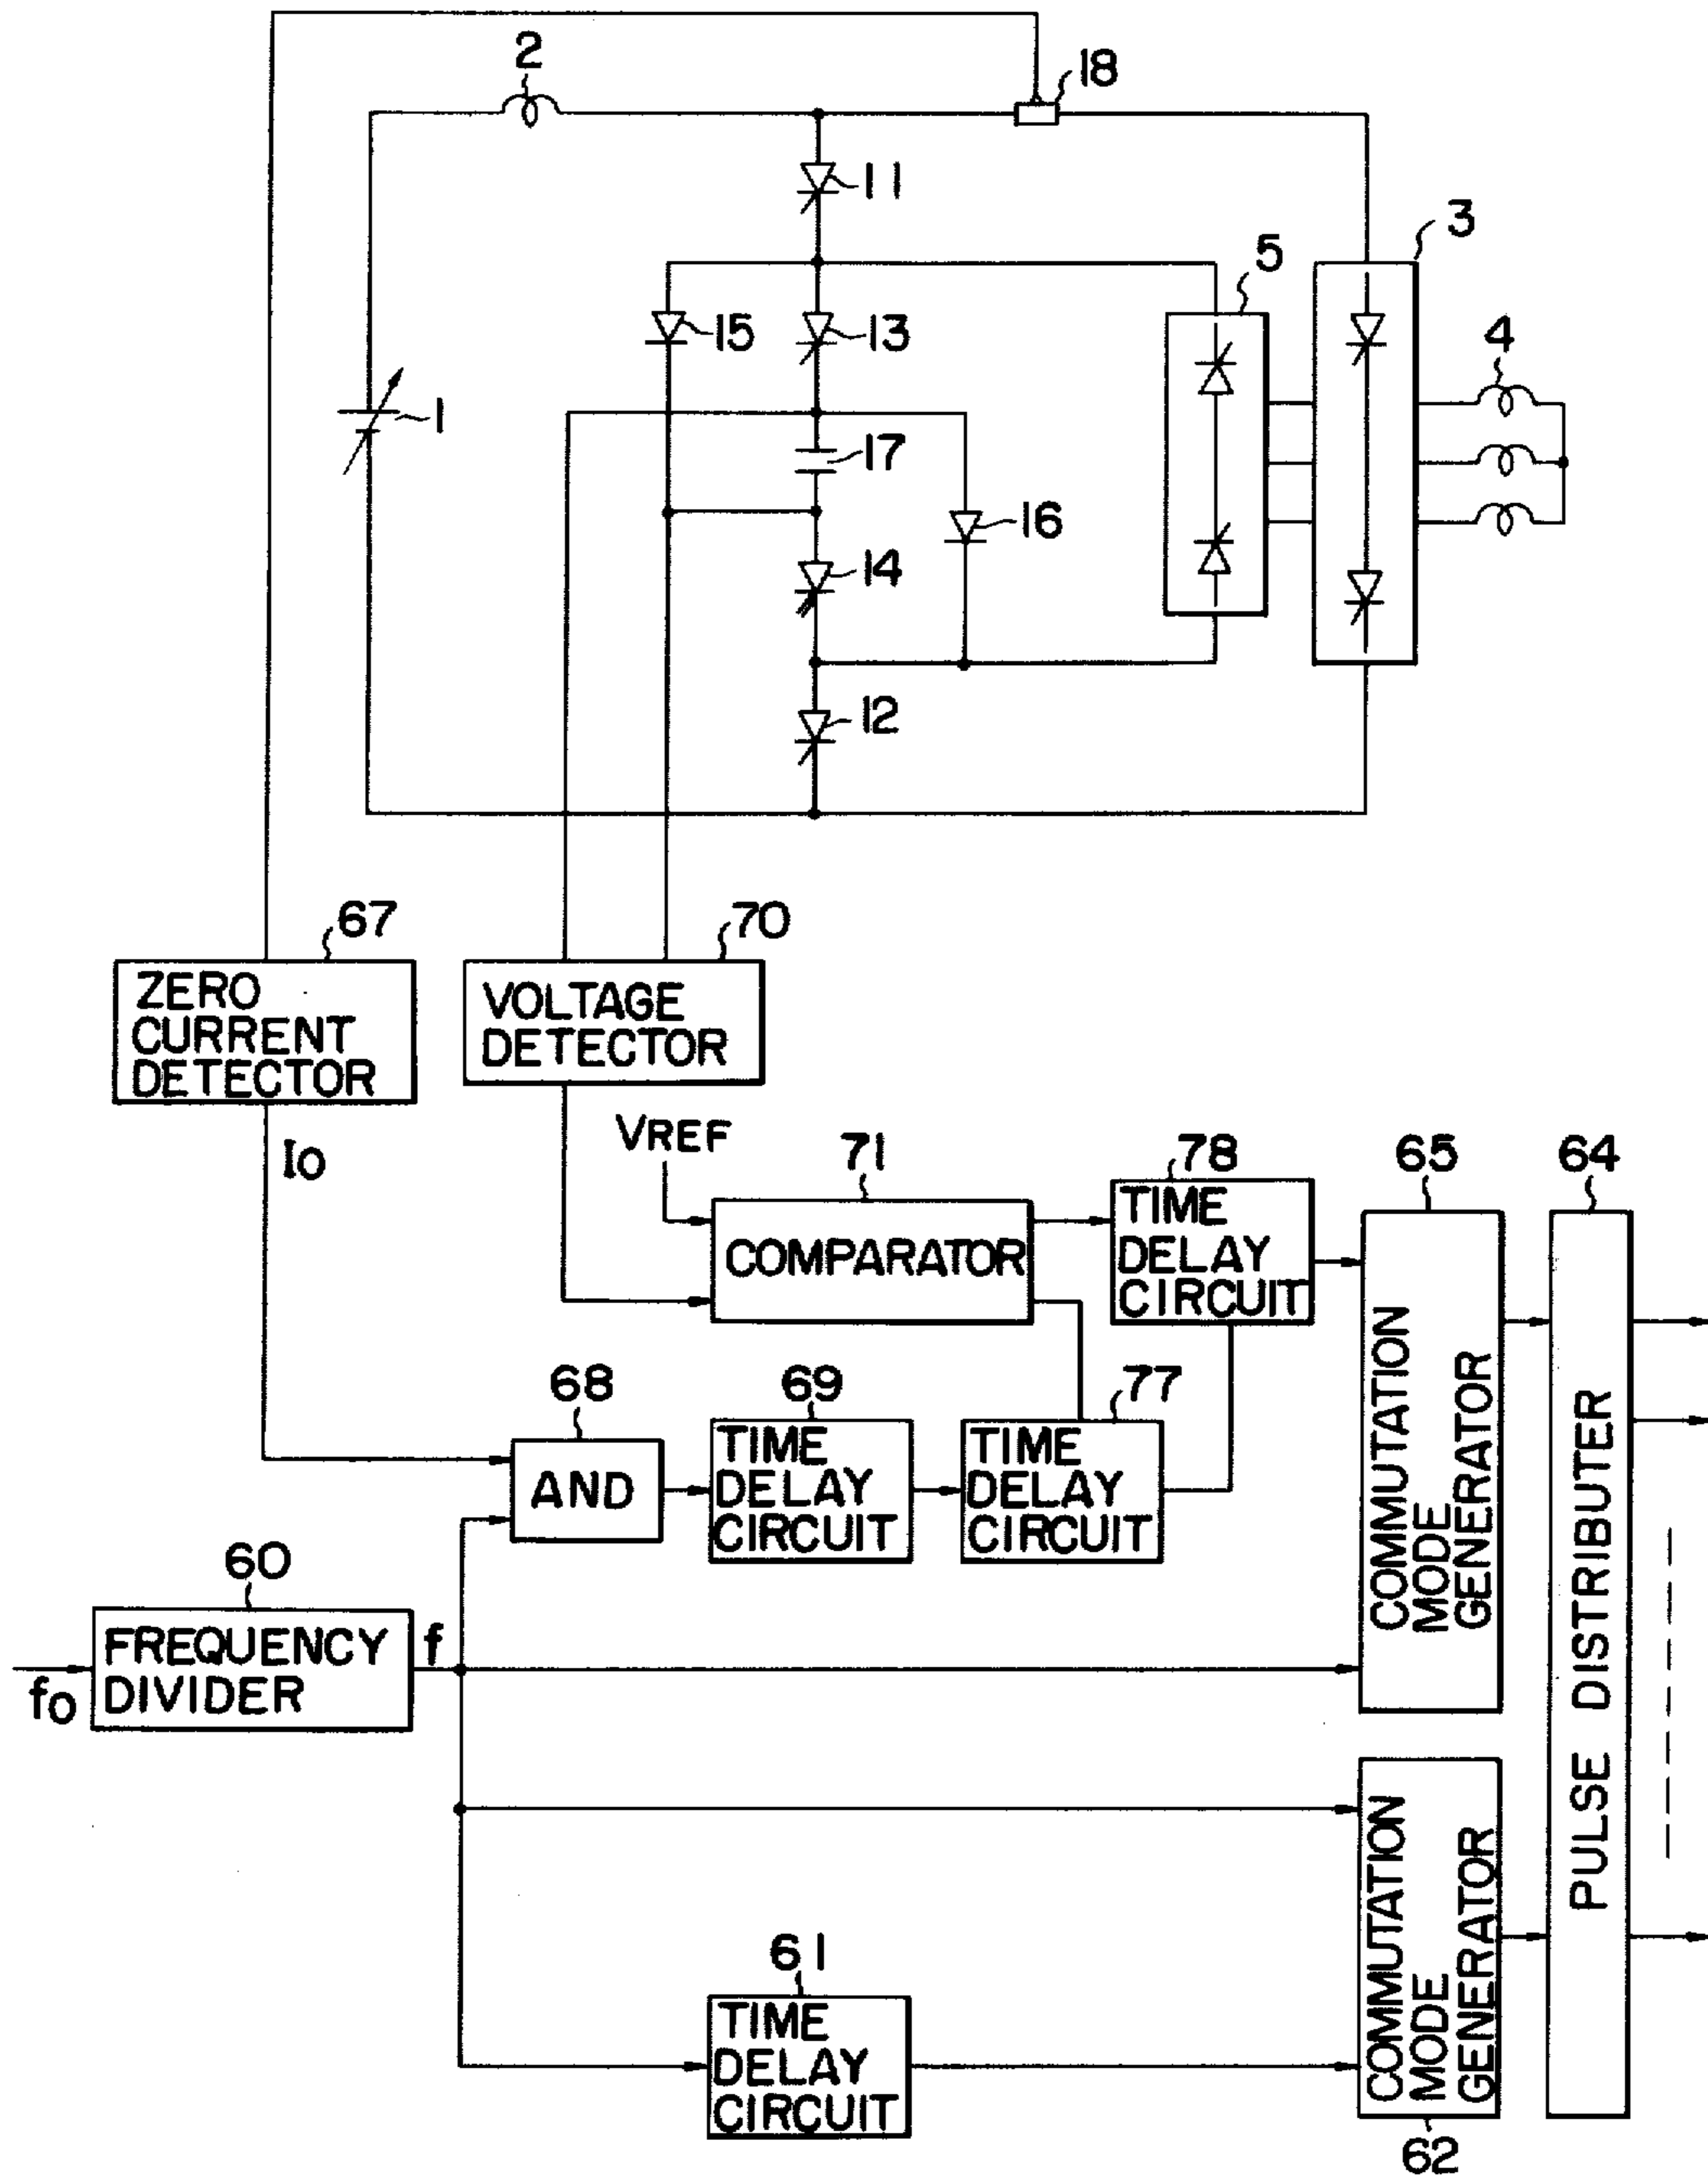 2
18
11
3
5
15
13
4
1
17
16
14
12
67
70
ZERO
CURRENT
DETECTOR
VOLTAGE
DETECTOR
VREF
I0
71
78
65
64
COMPARATOR
TIME
DELAY
CIRCUIT
68
69
77
AND
TIME
DELAY
CIRCUIT
TIME
DELAY
CIRCUIT
COMMUTATION
MODE
GENERATOR
PULSE DISTRIBUTER
60
FREQUENCY
DIVIDER
f
f0
61
TIME
DELAY
CIRCUIT
COMMUTATION
MODE
GENERATOR
62